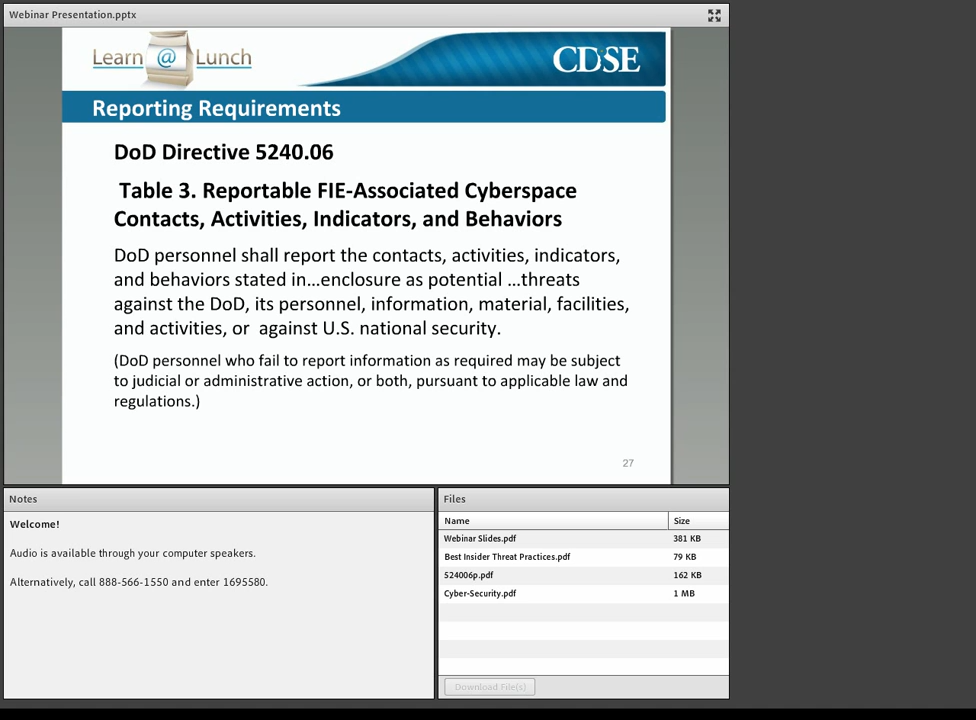 Webinar Presentation.pptx
Learn @ Lunch
CDSE
Reporting Requirements
DoD Directive 5240.06
Table 3. Reportable FIE-Associated Cyberspace
Contacts, Activities, Indicators, and Behaviors
DoD personnel shall report the contacts, activities, indicators,
and behaviors stated in…enclosure as potential …threats
against the DoD, its personnel, information, material, facilities,
and activities, or against U.S. national security.
(DoD personnel who fail to report information as required may be subject
to judicial or administrative action, or both, pursuant to applicable law and
regulations.)
27
Notes
Welcome!
Audio is available through your computer speakers.
Alternatively, call 888-566-1550 and enter 1695580.
Files
Name Size
Webinar Slides.pdf 381 KB
Best Insider Threat Practices.pdf 79 KB
524006p.pdf 162 KB
Cyber-Security.pdf 1 MB
Download File(s)